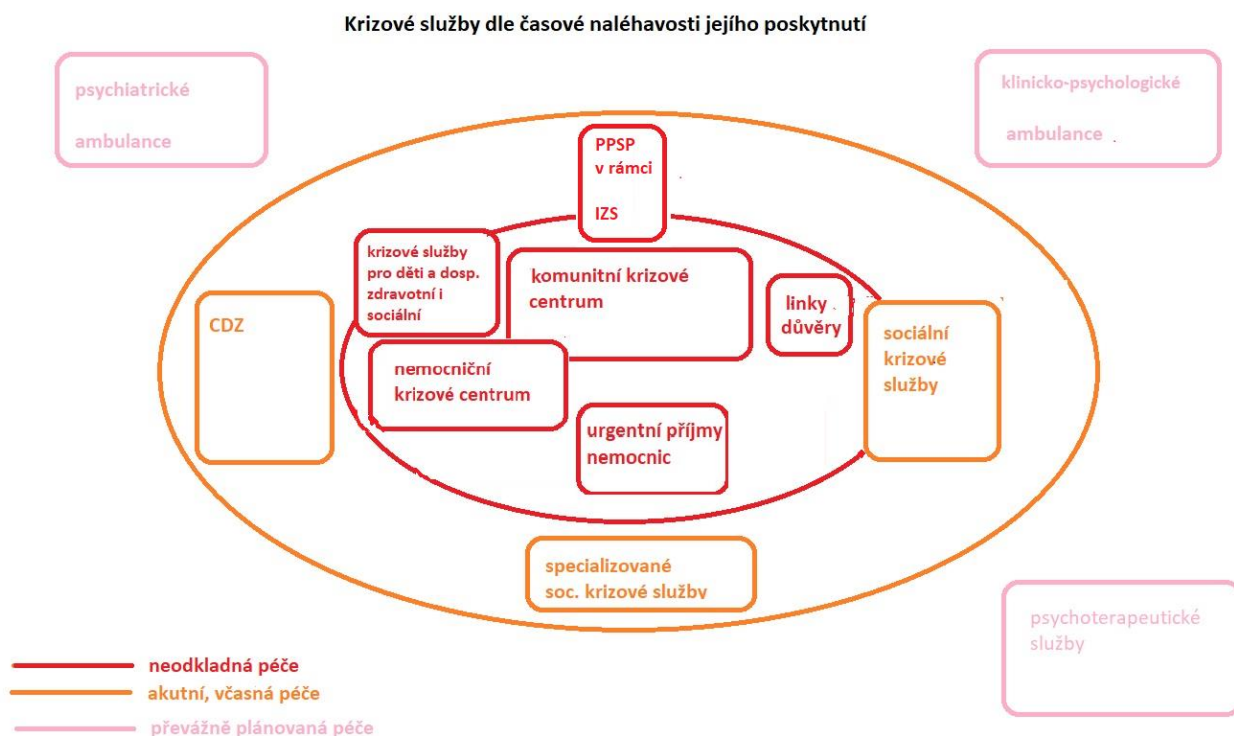 Krizové služby dle časové naléhavosti jejího poskytnutí
psychiatrické
ambulance
klinicko-psychologické
ambulance
PPSP
v rámci
IZS
krizové služby
pro děti a dosp.
zdravotní i
sociální
komunitní krizové
centrum
linky
důvěry
CDZ
sociální
krizové
služby
nemocniční
krizové centrum
urgentní příjmy
nemocnic
specializované
soc. krizové služby
psychoterapeutické
služby
neodkladná péče
akutní, včasná péče
převážně plánovaná péče